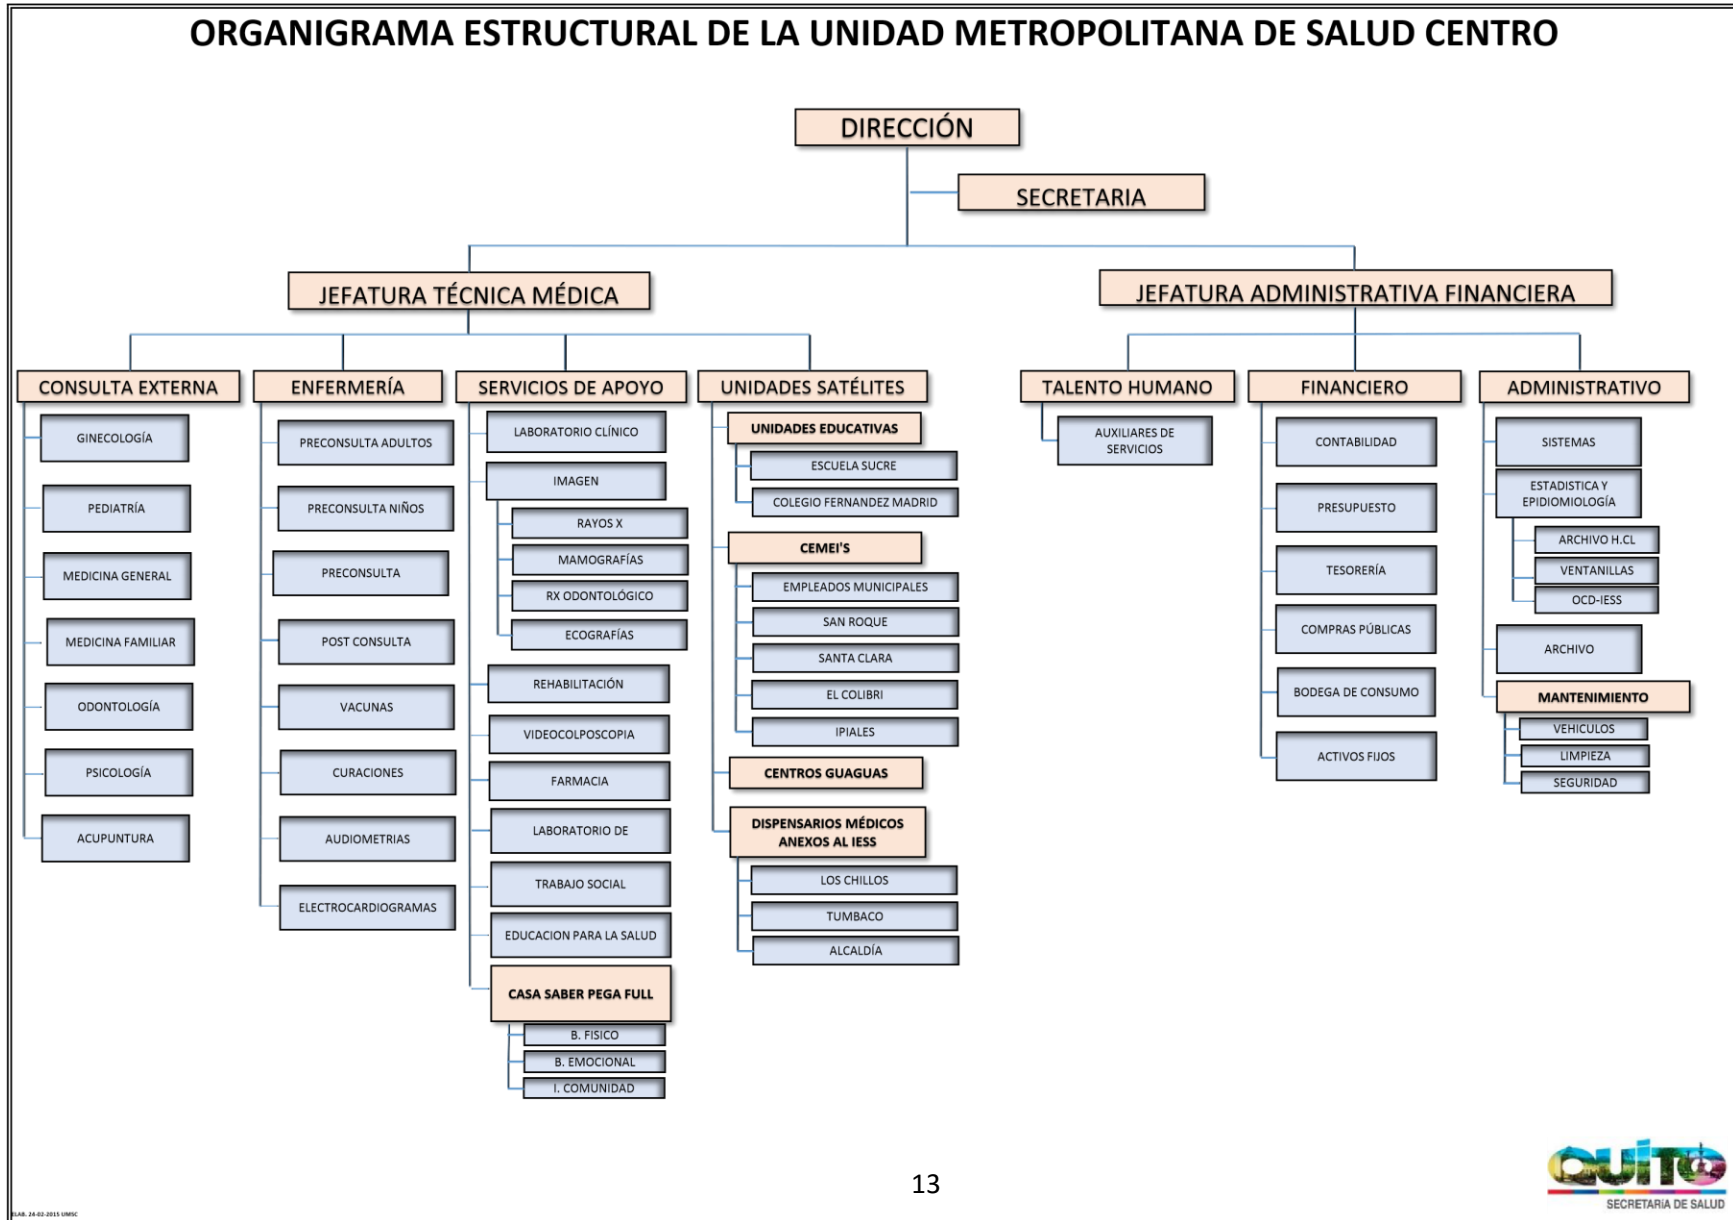 ORGANIGRAMA ESTRUCTURAL DE LA UNIDAD METROPOLITANA DE SALUD CENTRO
DIRECCIÓN
SECRETARIA
JEFATURA TÉCNICA MÉDICA
JEFATURA ADMINISTRATIVA FINANCIERA
CONSULTA EXTERNA
GINECOLOGÍA
PEDIATRÍA
MEDICINA GENERAL
MEDICINA FAMILIAR
ODONTOLOGÍA
PSICOLOGÍA
ACUPUNTURA
ENFERMERÍA
PRECONSULTA ADULTOS
PRECONSULTA NIÑOS
PRECONSULTA
POST CONSULTA
VACUNAS
CURACIONES
AUDIOMETRIAS
ELECTROCARDIOGRAMAS
SERVICIOS DE APOYO
LABORATORIO CLÍNICO
IMAGEN
RAYOS X
MAMOGRAFÍAS
RX ODONTOLÓGICO
ECOGRAFÍAS
REHABILITACIÓN
VIDEOCOLPOSCOPIA
FARMACIA
LABORATORIO DE
TRABAJO SOCIAL
EDUCACION PARA LA SALUD
CASA SABER PEGA FULL
B. FISICO
B. EMOCIONAL
I. COMUNIDAD
UNIDADES SATÉLITES
UNIDADES EDUCATIVAS
ESCUELA SUCRE
COLEGIO FERNANDEZ MADRID
CEMEI'S
EMPLEADOS MUNICIPALES
SAN ROQUE
SANTA CLARA
EL COLIBRI
IPIALES
CENTROS GUAGUAS
DISPENSARIOS MÉDICOS
ANEXOS AL IESS
LOS CHILLOS
TUMBACO
ALCALDÍA
TALENTO HUMANO
AUXILIARES DE
SERVICIOS
FINANCIERO
CONTABILIDAD
PRESUPUESTO
TESORERÍA
COMPRAS PÚBLICAS
BODEGA DE CONSUMO
ACTIVOS FIJOS
ADMINISTRATIVO
SISTEMAS
ESTADISTICA Y
EPIDIOMIOLOGÍA
ARCHIVO H.CL
VENTANILLAS
OCD-IESS
ARCHIVO
MANTENIMIENTO
VEHICULOS
LIMPIEZA
SEGURIDAD
13
QUITO
SECRETARÍA DE SALUD
ELAB. 24-02-2015 UMSC